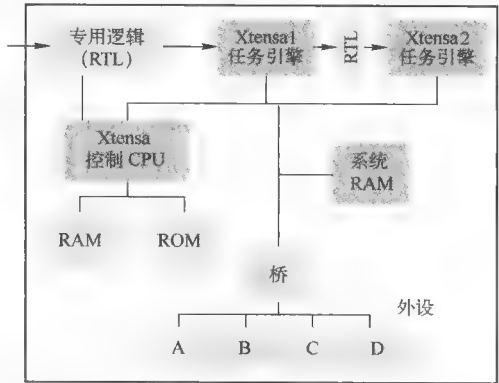 专用逻辑
（RTL）
Xtensa1
任务引擎
RTL
Xtensa2
任务引擎
Xtensa
控制 CPU
系统
RAM
RAM
ROM
桥
外设
A
B
C
D